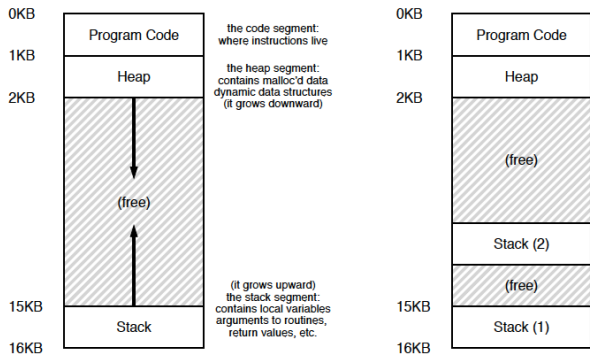 0KB
Program Code
the code segment:
where instructions live
1KB
Heap
the heap segment:
contains malloc'd data
dynamic data structures
(it grows downward)
2KB
(free)
(it grows upward)
the stack segment:
contains local variables
arguments to routines,
return values, etc.
15KB
Stack
16KB
0KB
Program Code
1KB
Heap
2KB
(free)
Stack (2)
(free)
15KB
Stack (1)
16KB